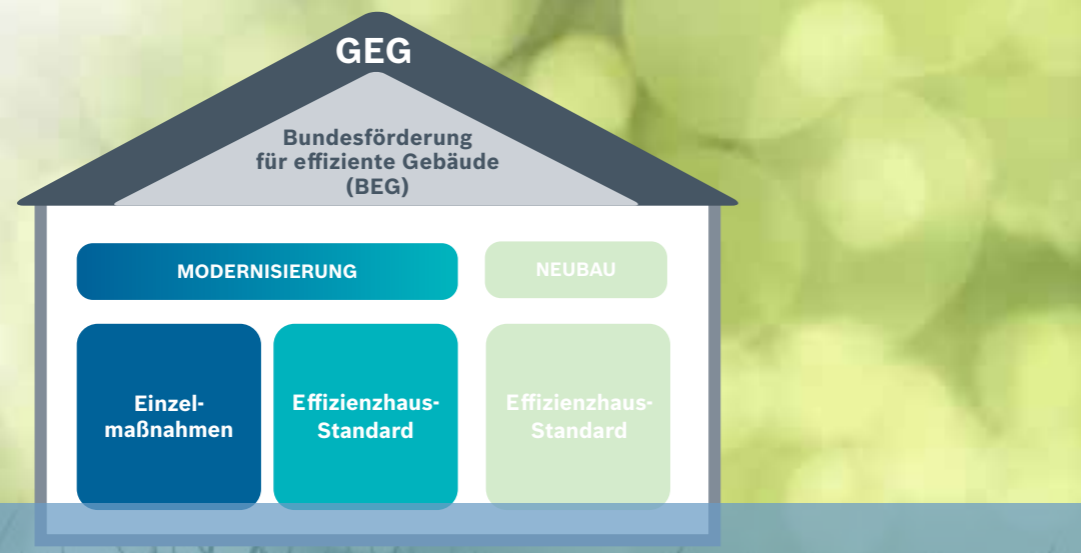 GEG
Bundesförderung
für effiziente Gebäude
(BEG)
MODERNISIERUNG
NEUBAU
Einzel-
maßnahmen
Effizienzhaus-
Standard
Effizienzhaus-
Standard